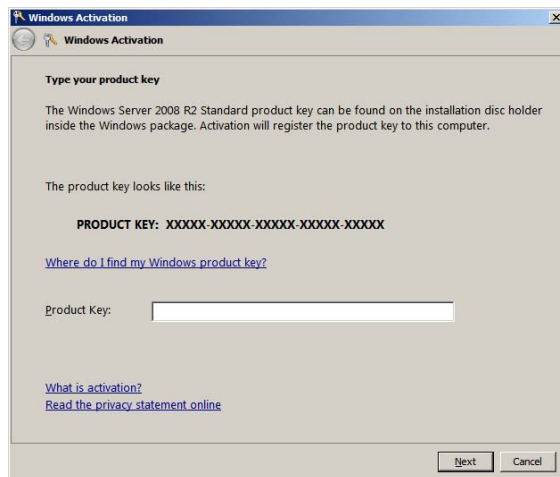 Windows Activation
Windows Activation
Type your product key
The Windows Server 2008 R2 Standard product key can be found on the installation disc holder
inside the Windows package. Activation will register the product key to this computer.
The product key looks like this:
PRODUCT KEY: XXXXX-XXXXX-XXXXX-XXXXX-XXXXX
Where do I find my Windows product key?
Product Key:
What is activation?
Read the privacy statement online
Next Cancel